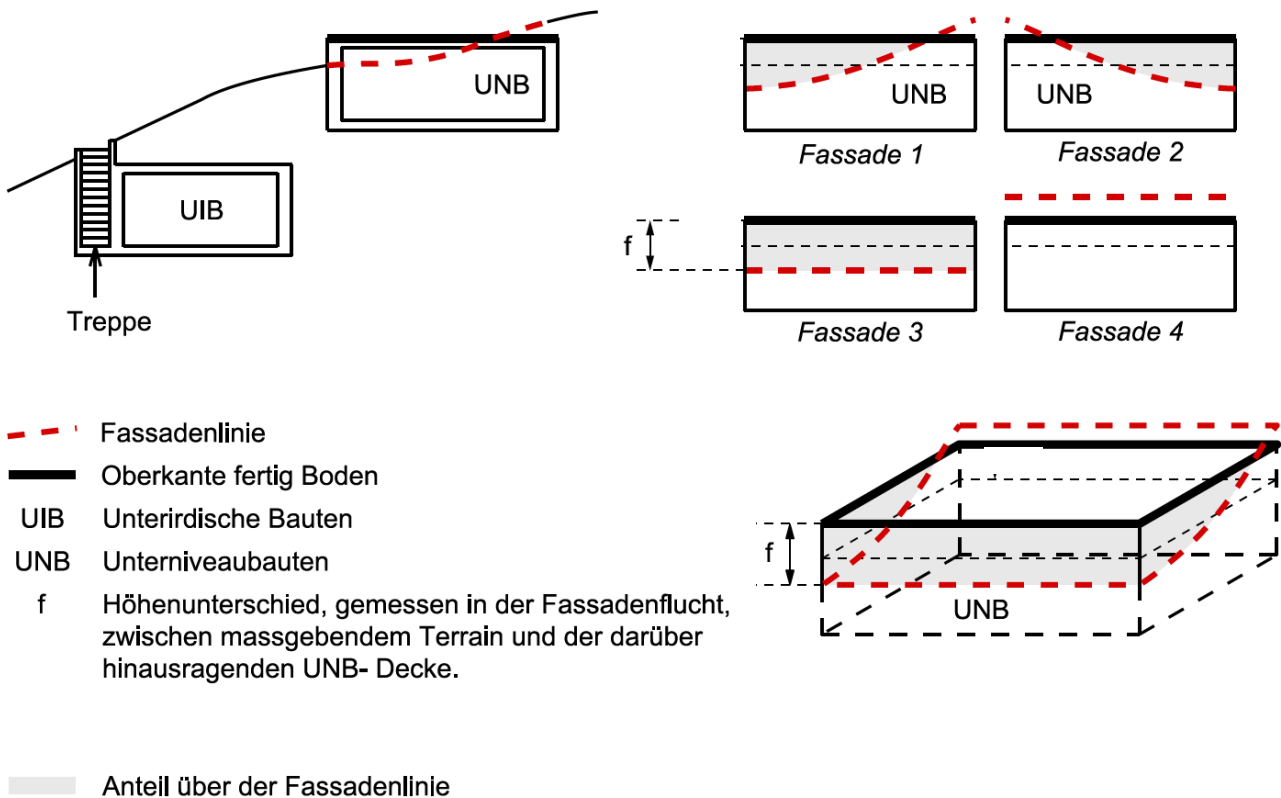 UNB
UIB
Treppe
UNB
UNB
Fassade 1
Fassade 2
f
Fassade 3
Fassade 4
Fassadenlinie
Oberkante fertig Boden
UIB Unterirdische Bauten
UNB Unterniveaubauten
f Höhenunterschied, gemessen in der Fassadenflucht,
zwischen massgebendem Terrain und der darüber
hinausragenden UNB- Decke.
f
UNB
Anteil über der Fassadenlinie